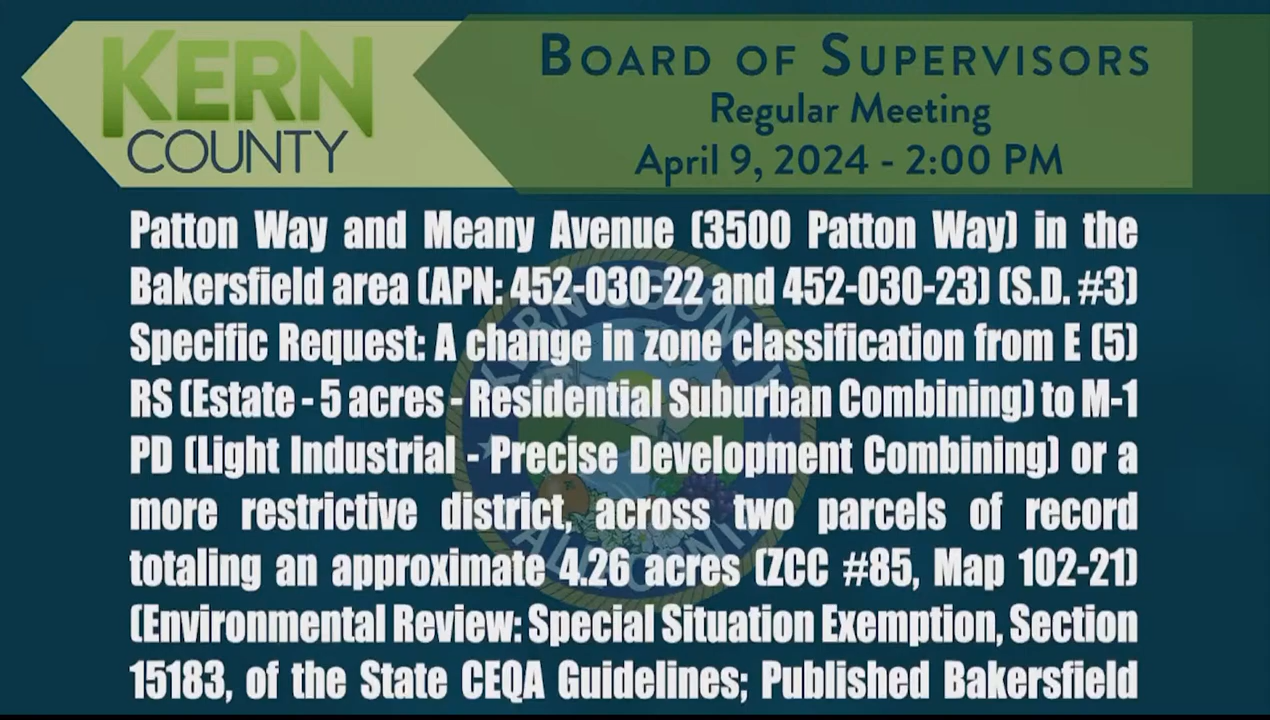 KERN
COUNTY
BOARD OF SUPERVISORS
Regular Meeting
April 9, 2024 - 2:00 PM
Patton Way and Meany Avenue (3500 Patton Way) in the
Bakersfield area (APN: 452-030-22 and 452-030-23) (S.D. #3)
Specific Request: A change in zone classification from E (5)
RS (Estate - 5 acres - Residential Suburban Combining) to M-1
PD (Light Industrial - Precise Development Combining) or a
more restrictive district, across two parcels of record
totaling an approximate 4.26 acres (ZCC #85, Map 102-21)
(Environmental Review: Special Situation Exemption, Section
15183, of the State CEQA Guidelines; Published Bakersfield
KERN COUNTY